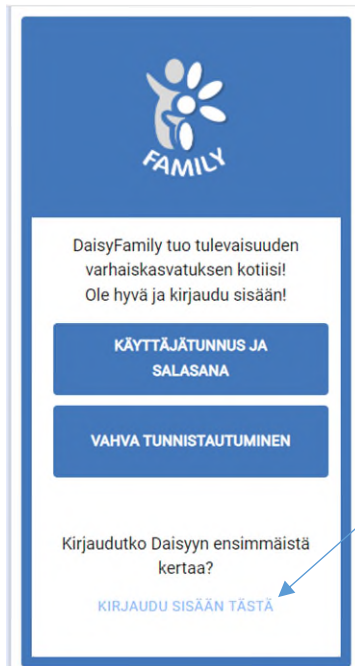 FAMILY
DaisyFamily tuo tulevaisuuden
varhaiskasvatuksen kotiisi!
Ole hyvä ja kirjaudu sisään!
KÄYTTÄJÄTUNNUS JA
SALASANA
VAHVA TUNNISTAUTUMINEN
Kirjaudutko Daisyyn ensimmäistä
kertaa?
KIRJAUDU SISÄÄN TÄSTÄ